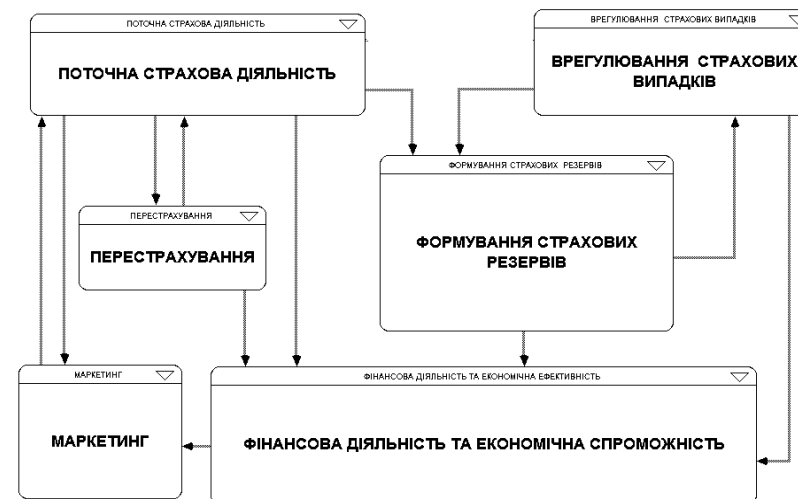 ПОТОЧНА СТРАХОВА ДІЯЛЬНІСТЬ
ПОТОЧНА СТРАХОВА ДІЯЛЬНІСТЬ
ВРЕГУЛЮВАННЯ СТРАХОВИХ ВИПАДКІВ
ВРЕГУЛЮВАННЯ СТРАХОВИХ
ВИПАДКІВ
ФОРМУВАННЯ СТРАХОВИХ РЕЗЕРВІВ
ФОРМУВАННЯ СТРАХОВИХ
РЕЗЕРВІВ
ПЕРЕСТРАХУВАННЯ
ПЕРЕСТРАХУВАННЯ
МАРКЕТИНГ
МАРКЕТИНГ
ФІНАНСОВА ДІЯЛЬНІСТЬ ТА ЕКОНОМІЧНА ЕФЕКТИВНІСТЬ
ФІНАНСОВА ДІЯЛЬНІСТЬ ТА ЕКОНОМІЧНА СПРОМОЖНІСТЬ